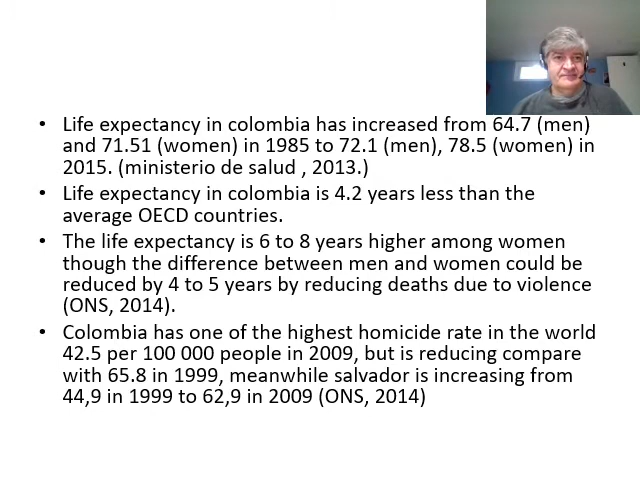 • Life expectancy in colombia has increased from 64.7 (men)
and 71.51 (women) in 1985 to 72.1 (men), 78.5 (women) in
2015. (ministerio de salud , 2013.)
• Life expectancy in colombia is 4.2 years less than the
average OECD countries.
• The life expectancy is 6 to 8 years higher among women
though the difference between men and women could be
reduced by 4 to 5 years by reducing deaths due to violence
(ONS, 2014).
• Colombia has one of the highest homicide rate in the world
42.5 per 100 000 people in 2009, but is reducing compare
with 65.8 in 1999, meanwhile salvador is increasing from
44,9 in 1999 to 62,9 in 2009 (ONS, 2014)